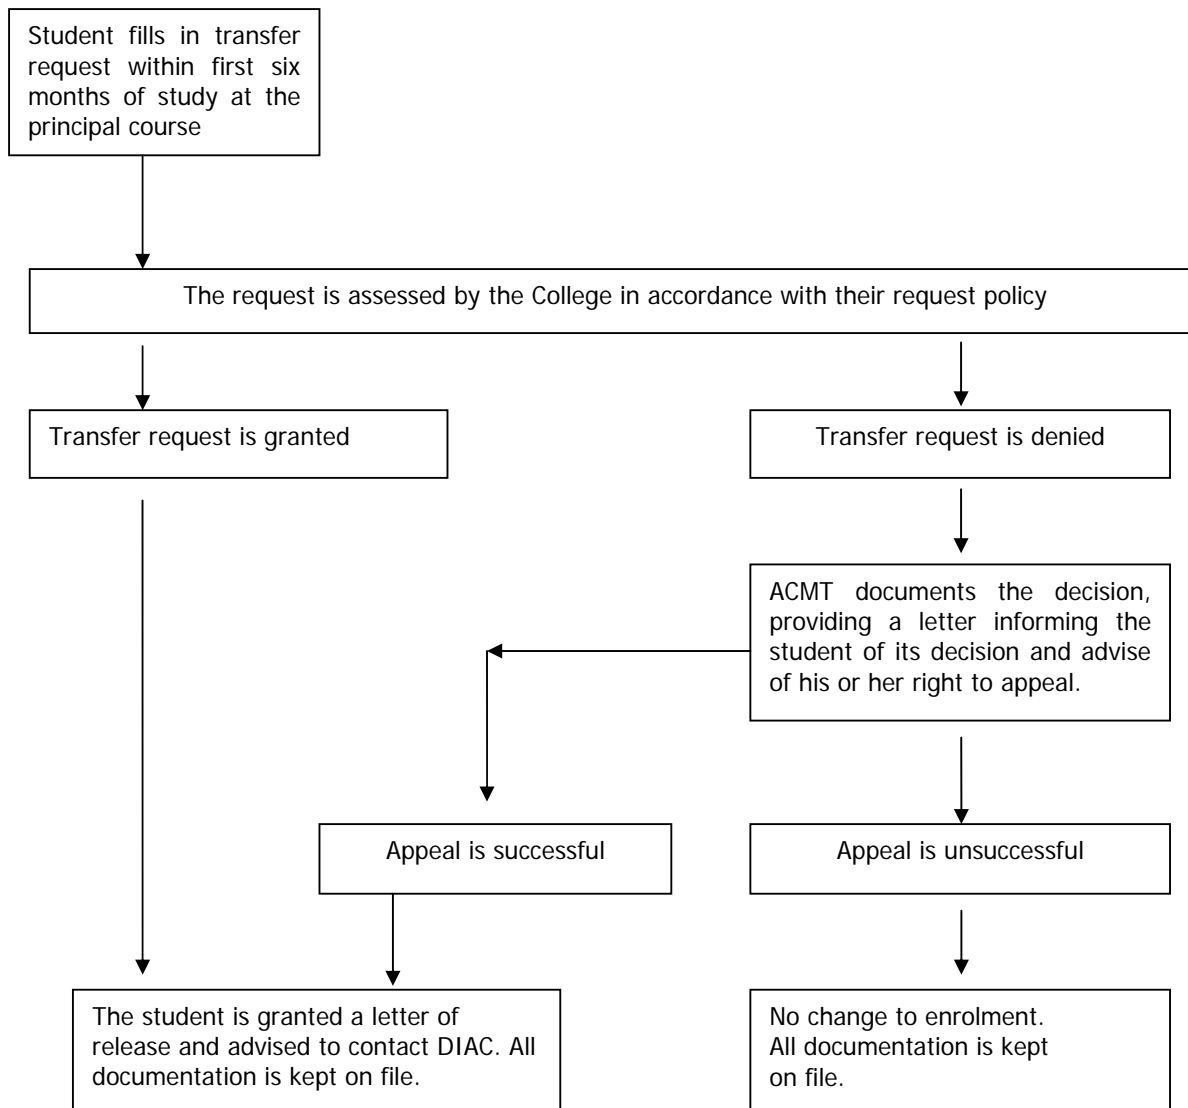 Student fills in transfer
request within first six
months of study at the
principal course
The request is assessed by the College in accordance with their request policy
Transfer request is granted
Transfer request is denied
ACMT documents the decision,
providing a letter informing the
student of its decision and advise
of his or her right to appeal.
Appeal is successful
Appeal is unsuccessful
The student is granted a letter of
release and advised to contact DIAC. All
documentation is kept on file.
No change to enrolment.
All documentation is kept
on file.